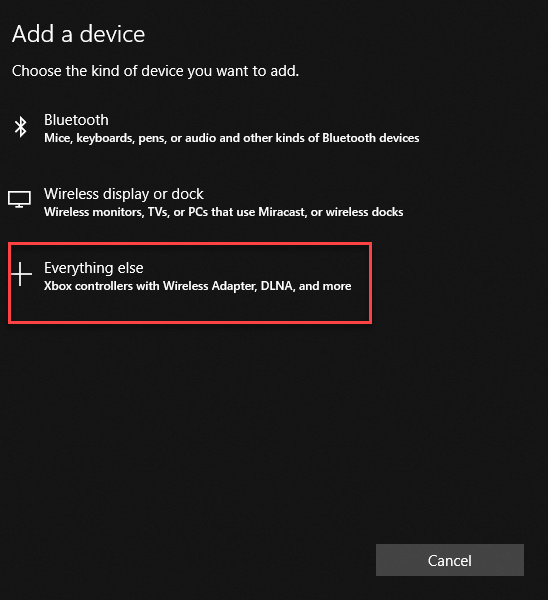 Add a device
Choose the kind of device you want to add.
Bluetooth
Mice, keyboards, pens, or audio and other kinds of Bluetooth devices
Wireless display or dock
Wireless monitors, TVs, or PCs that use Miracast, or wireless docks
Everything else
Xbox controllers with Wireless Adapter, DLNA, and more
Cancel